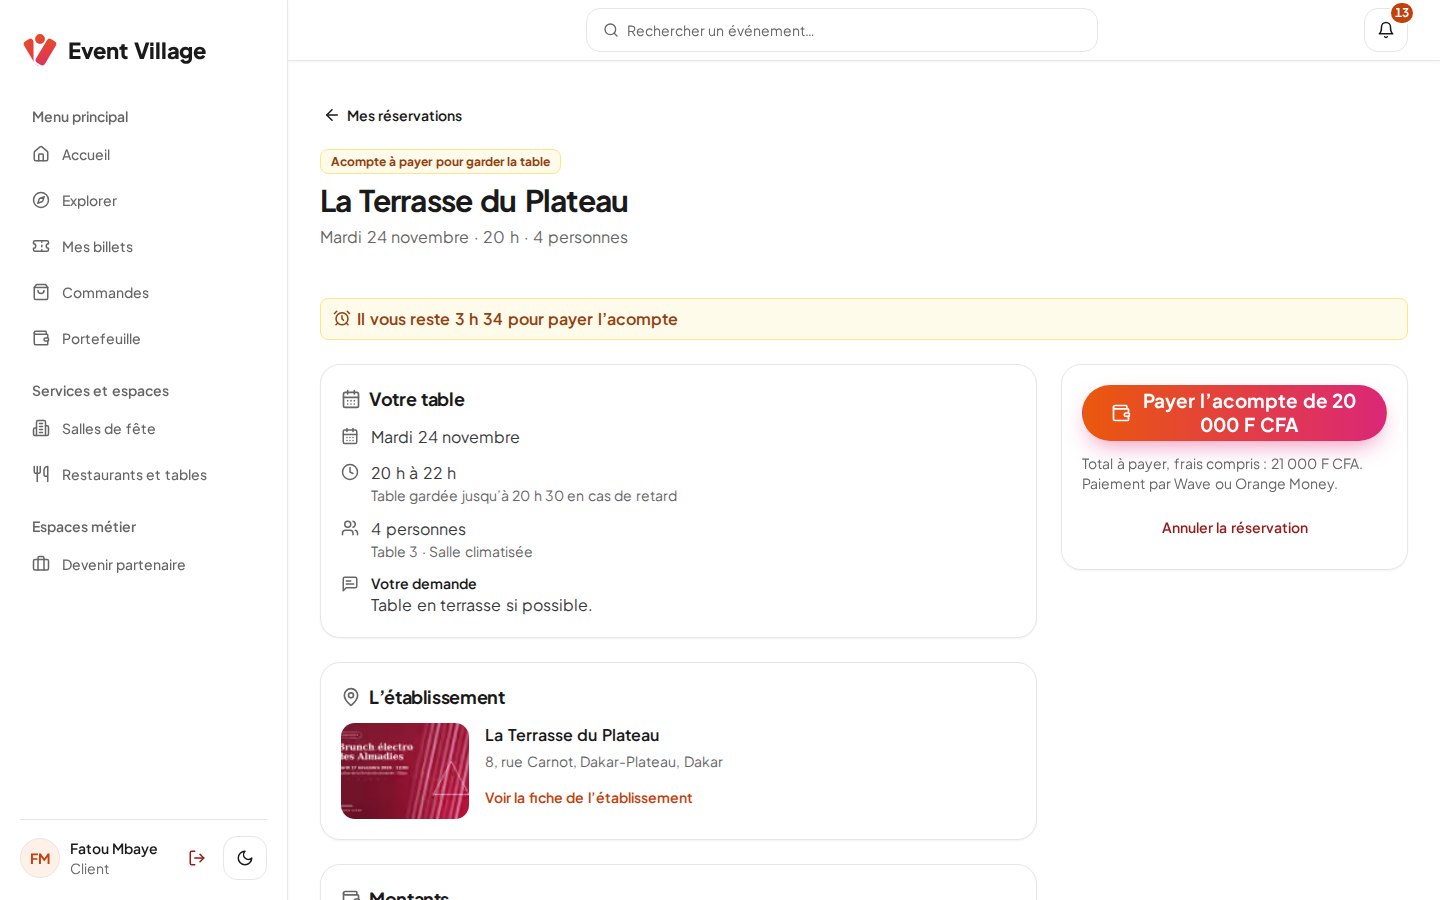 Event Village
Rechercher un événement…
13
Menu principal
Accueil
Explorer
Mes billets
Commandes
Portefeuille
Services et espaces
Salles de fête
Restaurants et tables
Espaces métier
Devenir partenaire
FM
Fatou Mbaye
Client
Mes réservations
Acompte à payer pour garder la table
La Terrasse du Plateau
Mardi 24 novembre · 20 h · 4 personnes
Il vous reste 3 h 34 pour payer l’acompte
Votre table
Mardi 24 novembre
20 h à 22 h
Table gardée jusqu’à 20 h 30 en cas de retard
4 personnes
Table 3 · Salle climatisée
Votre demande
Table en terrasse si possible.
Payer l’acompte de 20
000 F CFA
Total à payer, frais compris : 21 000 F CFA.
Paiement par Wave ou Orange Money.
Annuler la réservation
L’établissement
Brunch électro
des Almadies
La Terrasse du Plateau
8, rue Carnot, Dakar-Plateau, Dakar
Voir la fiche de l’établissement
Montants